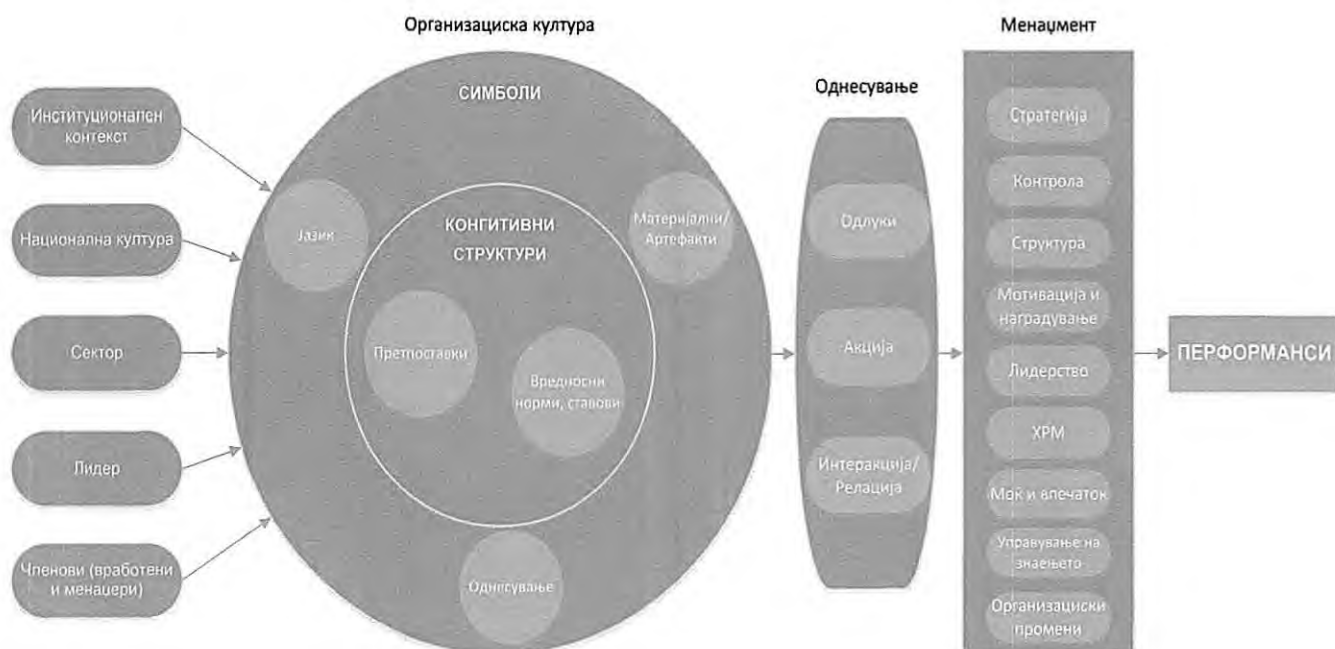 Организациска култура
Менаџмент
Однесување
Институционален
контекст
Национална култура
Сектор
Лидер
Членови (вработени
и менаџери)
СИМБОЛИ
Јазик
Материјални/
Артефакти
КОНГИТИВНИ
СТРУКТУРИ
Претпоставки
Вредносни
норми, ставови
Однесување
Одлуки
Акција
Интеракција/
Релација
Стратегија
Контрола
Структура
Мотивација и
наградување
Лидерство
ХРМ
Моќ и впечаток
Управување на
знаењето
Организациски
промени
ПЕРФОРМАНСИ